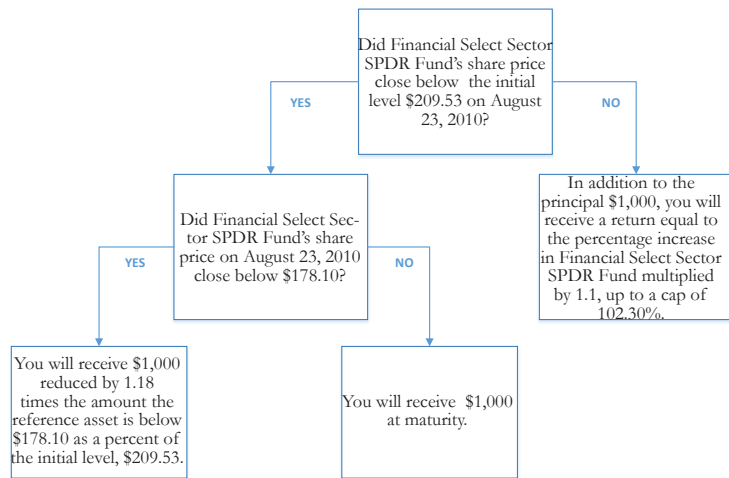 Did Financial Select Sector
SPDR Fund's share price
close below the initial
level $209.53 on August
23, 2010?
YES
NO
Did Financial Select Sec-
tor SPDR Fund's share
price on August 23, 2010
close below $178.10?
In addition to the
principal $1,000, you will
receive a return equal to
the percentage increase
in Financial Select Sector
SPDR Fund multiplied
by 1.1, up to a cap of
102.30%.
YES
NO
You will receive $1,000
reduced by 1.18
times the amount the
reference asset is below
$178.10 as a percent of
the initial level, $209.53.
You will receive $1,000
at maturity.